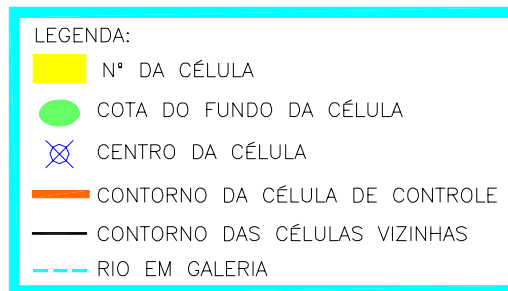 LEGENDA:
Nª DA CÉLULA
COTA DO FUNDO DA CÉLULA
CENTRO DA CÉLULA
CONTORNO DA CÉLULA DE CONTROLE
CONTORNO DAS CÉLULAS VIZINHAS
RIO EM GALERIA